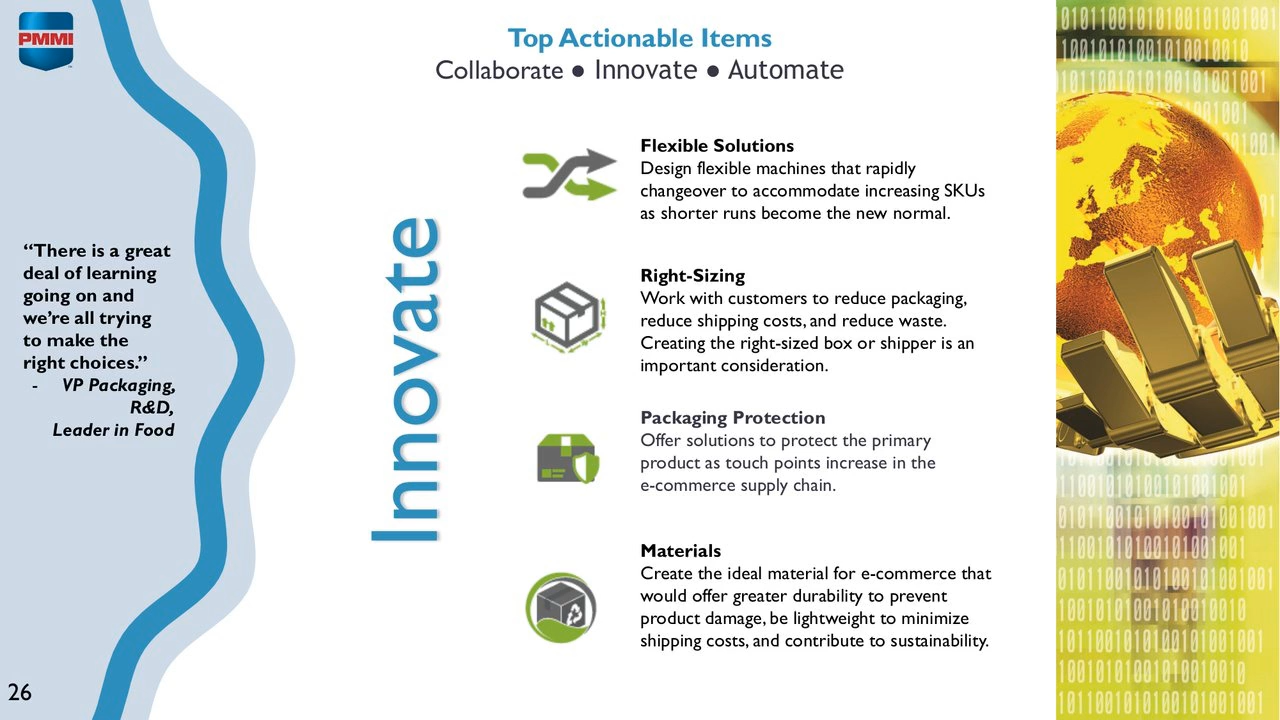 PMMI
Top Actionable Items
Collaborate ● Innovate ● Automate
“There is a great
deal of learning
going on and
we’re all trying
to make the
right choices.”
- VP Packaging,
R&D,
Leader in Food
Innovate
Flexible Solutions
Design flexible machines that rapidly
changeover to accommodate increasing SKUs
as shorter runs become the new normal.
Right-Sizing
Work with customers to reduce packaging,
reduce shipping costs, and reduce waste.
Creating the right-sized box or shipper is an
important consideration.
Packaging Protection
Offer solutions to protect the primary
product as touch points increase in the
e-commerce supply chain.
Materials
Create the ideal material for e-commerce that
would offer greater durability to prevent
product damage, be lightweight to minimize
shipping costs, and contribute to sustainability.
26